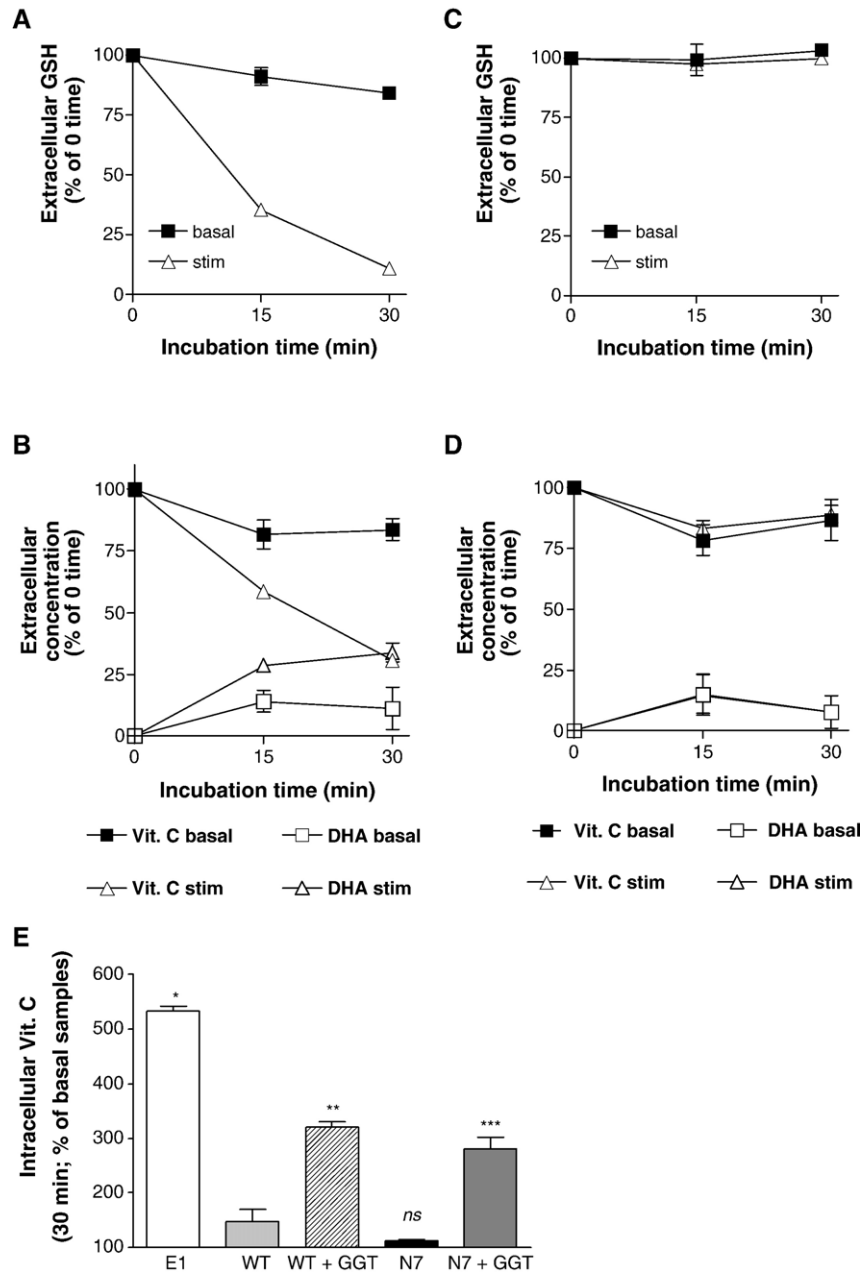 A
Extracellular GSH
(% of 0 time)
100
75
50
25
0
basal
stim
0 15 30
Incubation time (min)
C
Extracellular GSH
(% of 0 time)
100
75
50
25
0
basal
stim
0 15 30
Incubation time (min)
B
Extracellular
concentration
(% of 0 time)
100
75
50
25
0
0 15 30
Incubation time (min)
Vit. C basal DHA basal
Vit. C stim DHA stim
D
Extracellular
concentration
(% of 0 time)
100
75
50
25
0
0 15 30
Incubation time (min)
Vit. C basal DHA basal
Vit. C stim DHA stim
E
Intracellular Vit. C
(30 min; % of basal samples)
600
500
400
300
200
100
*
**
ns
***
E1 WT WT + GGT N7 N7 + GGT